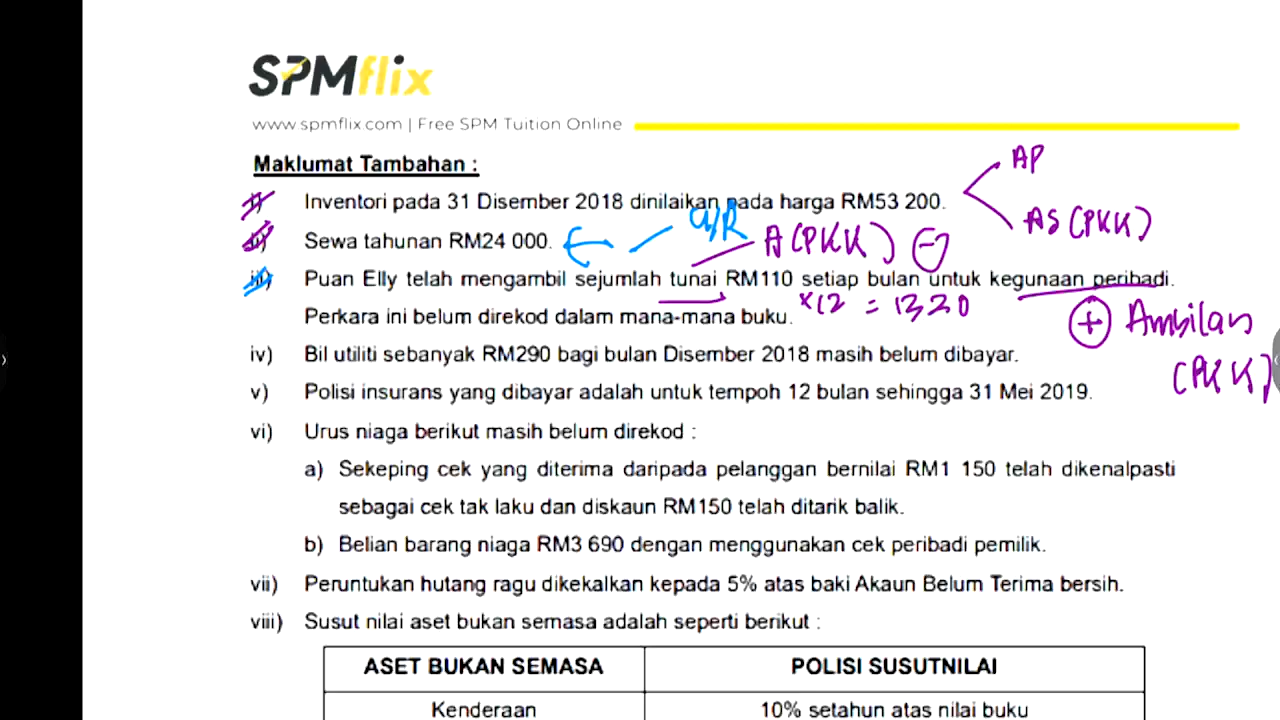 SPMflix
www.spmflix.com | Free SPM Tuition Online
Maklumat Tambahan :
AP
i) Inventori pada 31 Disember 2018 dinilaikan pada harga RM53 200.
AS (PKK)
ii) Sewa tahunan RM24 000.
A (PKK) (-)
iii) Puan Elly telah mengambil sejumlah tunai RM110 setiap bulan untuk kegunaan peribadi.
×12 = 1320
Perkara ini belum direkod dalam mana-mana buku.
(+) Ambilan
(PKK)
iv) Bil utiliti sebanyak RM290 bagi bulan Disember 2018 masih belum dibayar.
v) Polisi insurans yang dibayar adalah untuk tempoh 12 bulan sehingga 31 Mei 2019.
vi) Urus niaga berikut masih belum direkod :
a) Sekeping cek yang diterima daripada pelanggan bernilai RM1 150 telah dikenalpasti
sebagai cek tak laku dan diskaun RM150 telah ditarik balik.
b) Belian barang niaga RM3 690 dengan menggunakan cek peribadi pemilik.
vii) Peruntukan hutang ragu dikekalkan kepada 5% atas baki Akaun Belum Terima bersih.
viii) Susut nilai aset bukan semasa adalah seperti berikut :
ASET BUKAN SEMASA POLISI SUSUTNILAI
Kenderaan 10% setahun atas nilai buku